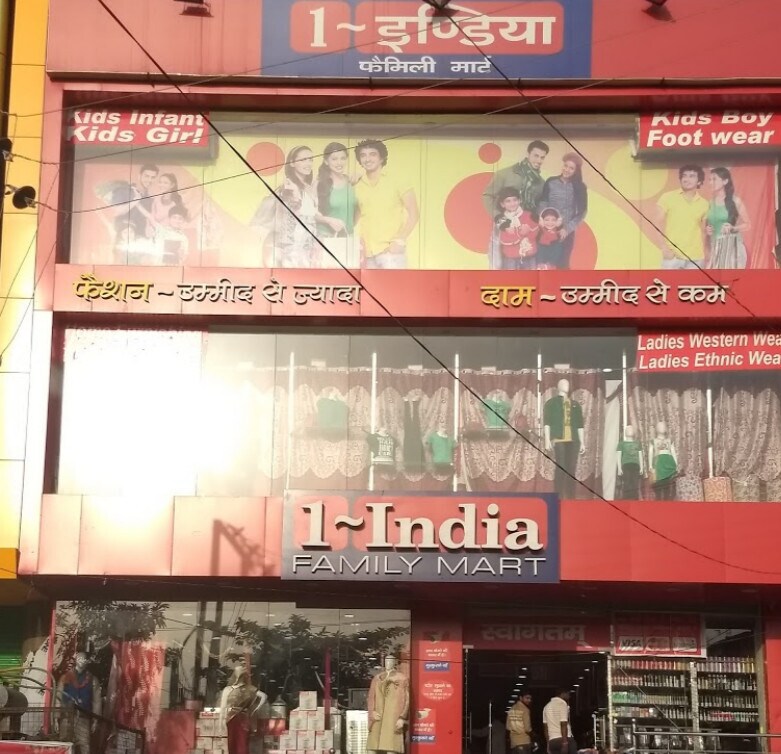 1~इण्डिया
फैमिली मार्ट
Kids Infant
Kids Girl
Kids Boy
Foot wear
फैशन ~ उम्मीद से ज्यादा
दाम ~ उम्मीद से कम
Ladies Western Wea
Ladies Ethnic Wea
1~India
FAMILY MART
स्वागतम्
VISA